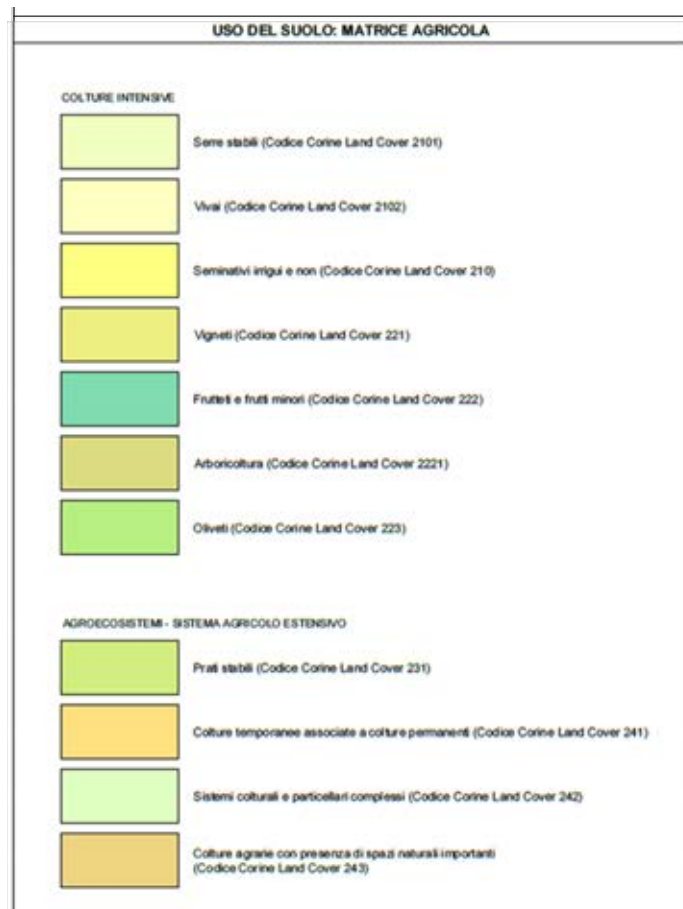 USO DEL SUOLO: MATRICE AGRICOLA
COLTURE INTENSIVE
Serre stabili (Codice Corine Land Cover 2101)
Vivai (Codice Corine Land Cover 2102)
Seminativi irrigui e non (Codice Corine Land Cover 210)
Vigneti (Codice Corine Land Cover 221)
Frutteti e frutti minori (Codice Corine Land Cover 222)
Arboricoltura (Codice Corine Land Cover 2221)
Oliveti (Codice Corine Land Cover 223)
AGROECOSISTEMI - SISTEMA AGRICOLO ESTENSIVO
Prati stabili (Codice Corine Land Cover 231)
Colture temporanee associate a colture permanenti (Codice Corine Land Cover 241)
Sistemi colturali e particellari complessi (Codice Corine Land Cover 242)
Colture agrarie con presenza di spazi naturali importanti
(Codice Corine Land Cover 243)